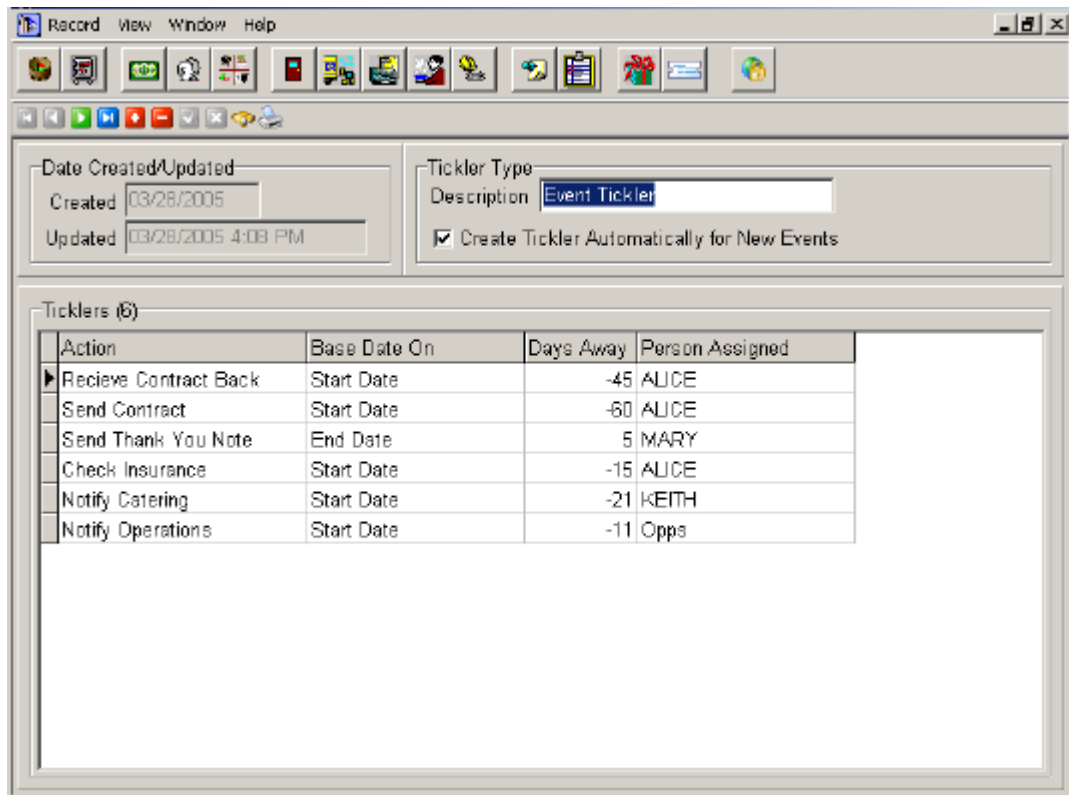 Record View Window Help
Date Created/Updated
Created 03/28/2005
Updated 03/28/2005 4:08 PM
Tickler Type
Description Event Tickler
Create Tickler Automatically for New Events
Ticklers (6)
Action Base Date On Days Away Person Assigned
Recieve Contract Back Start Date -45 ALICE
Send Contract Start Date -60 ALICE
Send Thank You Note End Date 5 MARY
Check Insurance Start Date -15 ALICE
Notify Catering Start Date -21 KEITH
Notify Operations Start Date -11 Opps